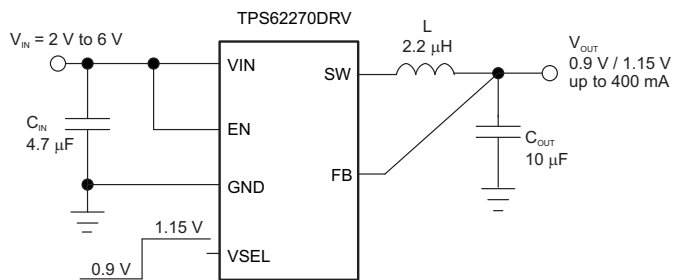 TPS62270DRV
V_IN = 2 V to 6 V
VIN
EN
GND
VSEL
SW
FB
L
2.2 μH
V_OUT
0.9 V / 1.15 V
up to 400 mA
C_IN
4.7 μF
C_OUT
10 μF
1.15 V
0.9 V